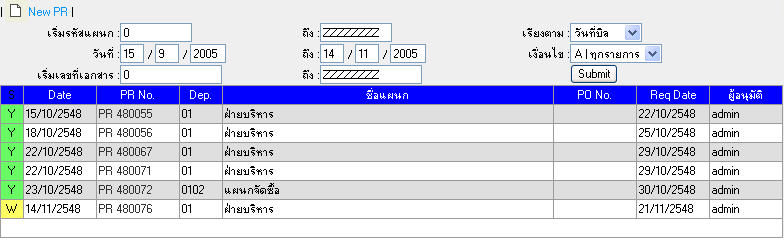 | New PR |
เริ่มรหัสแผนก : 0 ถึง : ZZZZZZZZZ เรียงตาม : วันที่บิล
วันที่ : 15 / 9 / 2005 ถึง : 14 / 11 / 2005 เงื่อนไข : A | ทุกรายการ
เริ่มเลขที่เอกสาร : 0 ถึง : ZZZZZZZZZ Submit
S Date PR No. Dep. ชื่อแผนก PO No. Req Date ผู้อนุมัติ
Y 15/10/2548 PR 480055 01 ฝ่ายบริหาร 22/10/2548 admin
Y 18/10/2548 PR 480056 01 ฝ่ายบริหาร 25/10/2548 admin
Y 22/10/2548 PR 480067 01 ฝ่ายบริหาร 29/10/2548 admin
Y 22/10/2548 PR 480071 01 ฝ่ายบริหาร 29/10/2548 admin
Y 23/10/2548 PR 480072 0102 แผนกจัดซื้อ 30/10/2548 admin
W 14/11/2548 PR 480076 01 ฝ่ายบริหาร 21/11/2548 admin